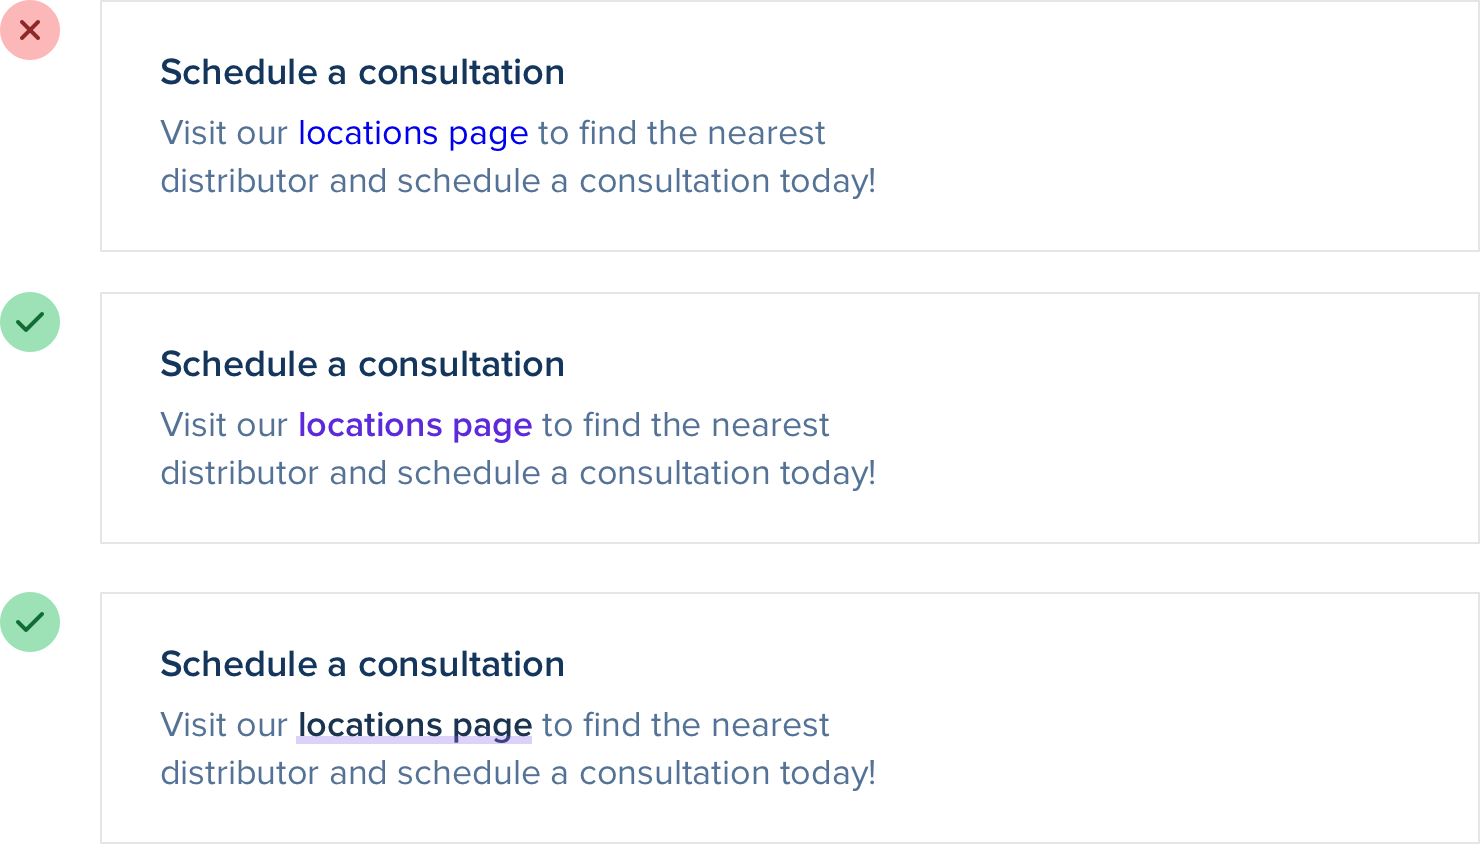 Schedule a consultation
Visit our locations page to find the nearest
distributor and schedule a consultation today!
Schedule a consultation
Visit our locations page to find the nearest
distributor and schedule a consultation today!
Schedule a consultation
Visit our locations page to find the nearest
distributor and schedule a consultation today!